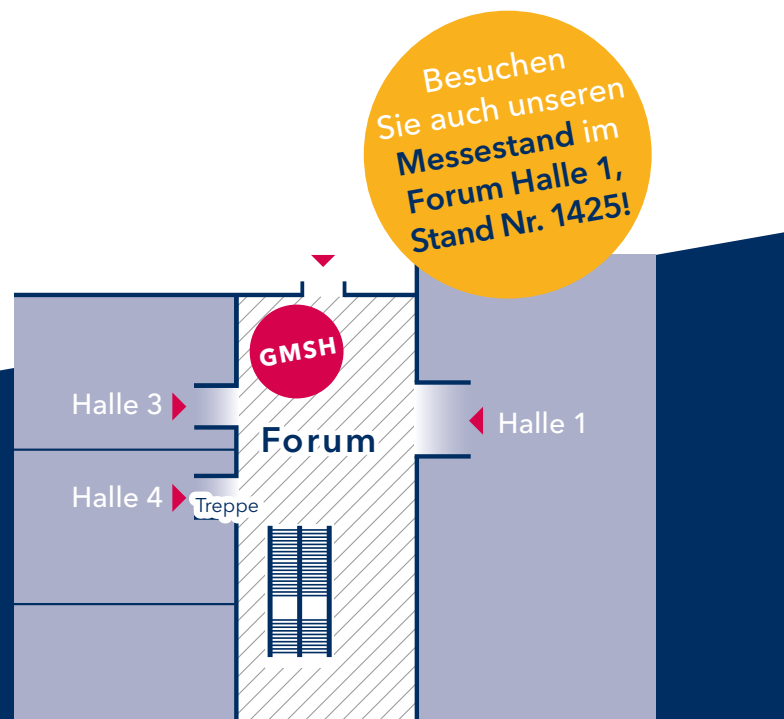 Besuchen
Sie auch unseren
Messestand im
Forum Halle 1,
Stand Nr. 1425!
GMSH
Halle 3
Forum
Halle 1
Halle 4
Treppe